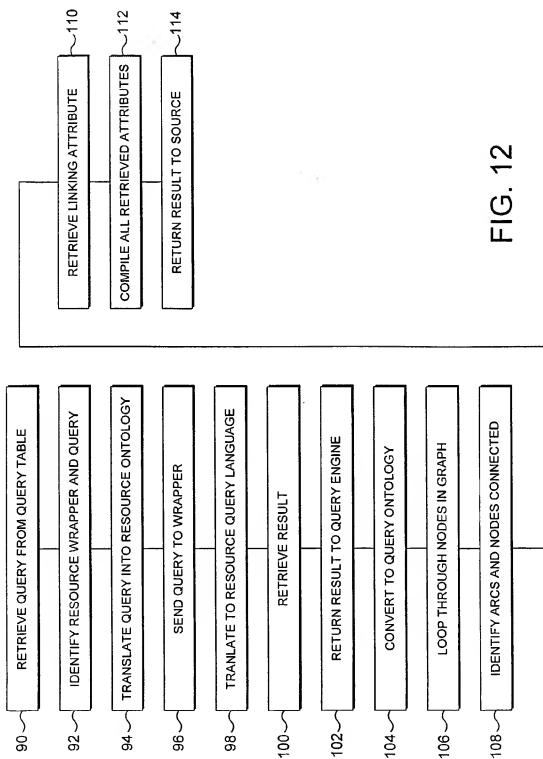 90 RETRIEVE QUERY FROM QUERY TABLE
92 IDENTIFY RESOURCE WRAPPER AND QUERY
94 TRANSLATE QUERY INTO RESOURCE ONTOLOGY
96 SEND QUERY TO WRAPPER
98 TRANLATE TO RESOURCE QUERY LANGUAGE
100 RETRIEVE RESULT
102 RETURN RESULT TO QUERY ENGINE
104 CONVERT TO QUERY ONTOLOGY
106 LOOP THROUGH NODES IN GRAPH
108 IDENTIFY ARCS AND NODES CONNECTED
RETRIEVE LINKING ATTRIBUTE 110
COMPILE ALL RETRIEVED ATTRIBUTES 112
RETURN RESULT TO SOURCE 114
FIG. 12